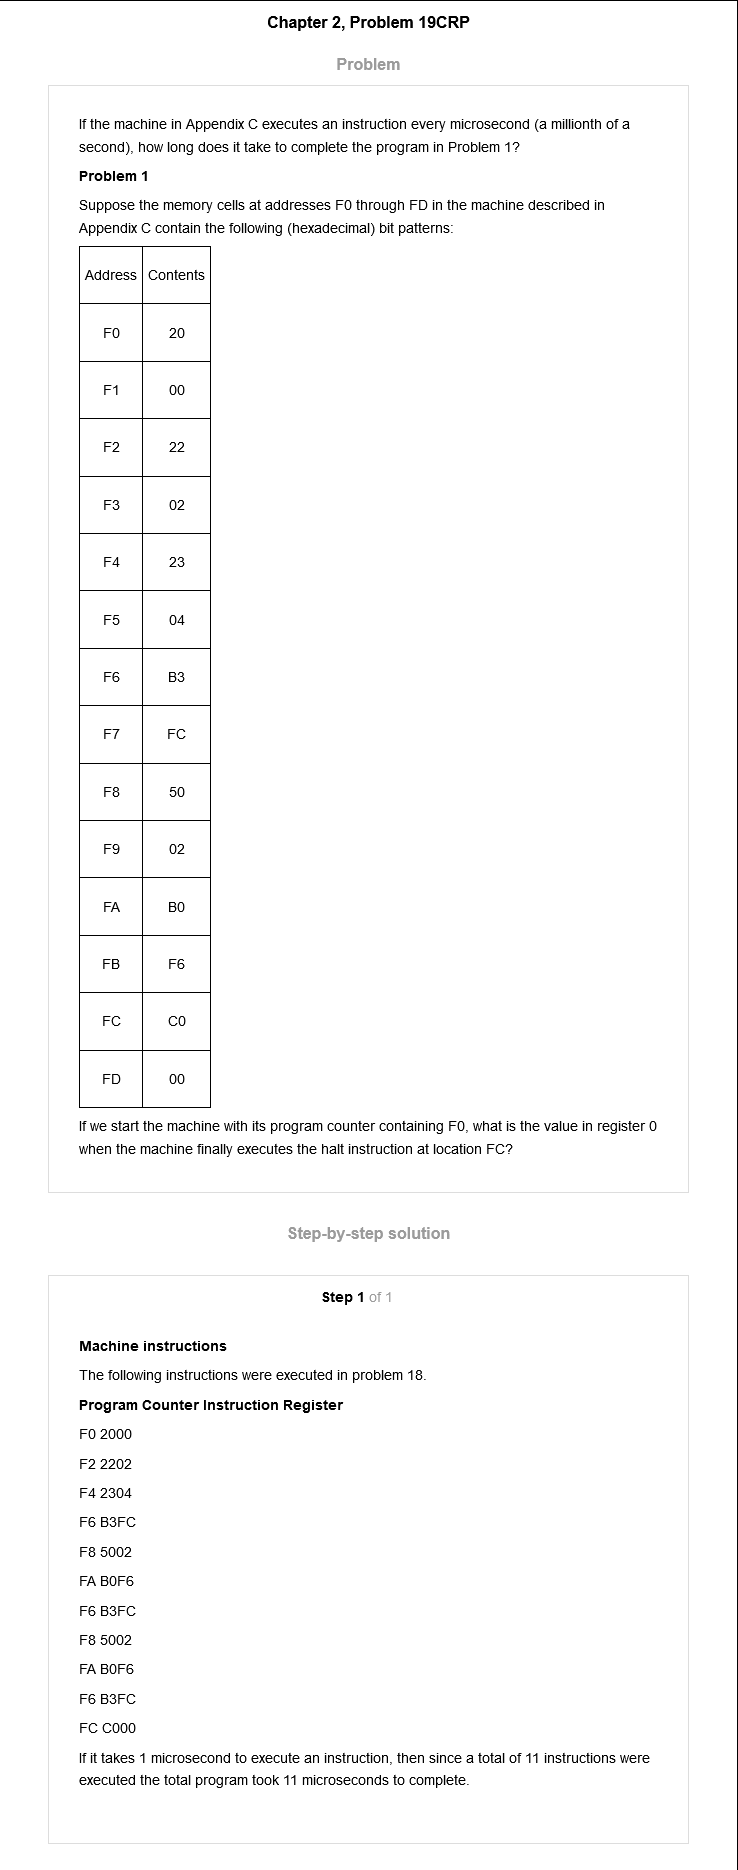 Chapter 2, Problem 19CRP
Problem
If the machine in Appendix C executes an instruction every microsecond (a millionth of a
second), how long does it take to complete the program in Problem 1?
Problem 1
Suppose the memory cells at addresses F0 through FD in the machine described in
Appendix C contain the following (hexadecimal) bit patterns:
Address Contents
F0 20
F1 00
F2 22
F3 02
F4 23
F5 04
F6 B3
F7 FC
F8 50
F9 02
FA B0
FB F6
FC C0
FD 00
If we start the machine with its program counter containing F0, what is the value in register 0
when the machine finally executes the halt instruction at location FC?
Step-by-step solution
Step 1 of 1
Machine instructions
The following instructions were executed in problem 18.
Program Counter Instruction Register
F0 2000
F2 2202
F4 2304
F6 B3FC
F8 5002
FA B0F6
F6 B3FC
F8 5002
FA B0F6
F6 B3FC
FC C000
If it takes 1 microsecond to execute an instruction, then since a total of 11 instructions were
executed the total program took 11 microseconds to complete.